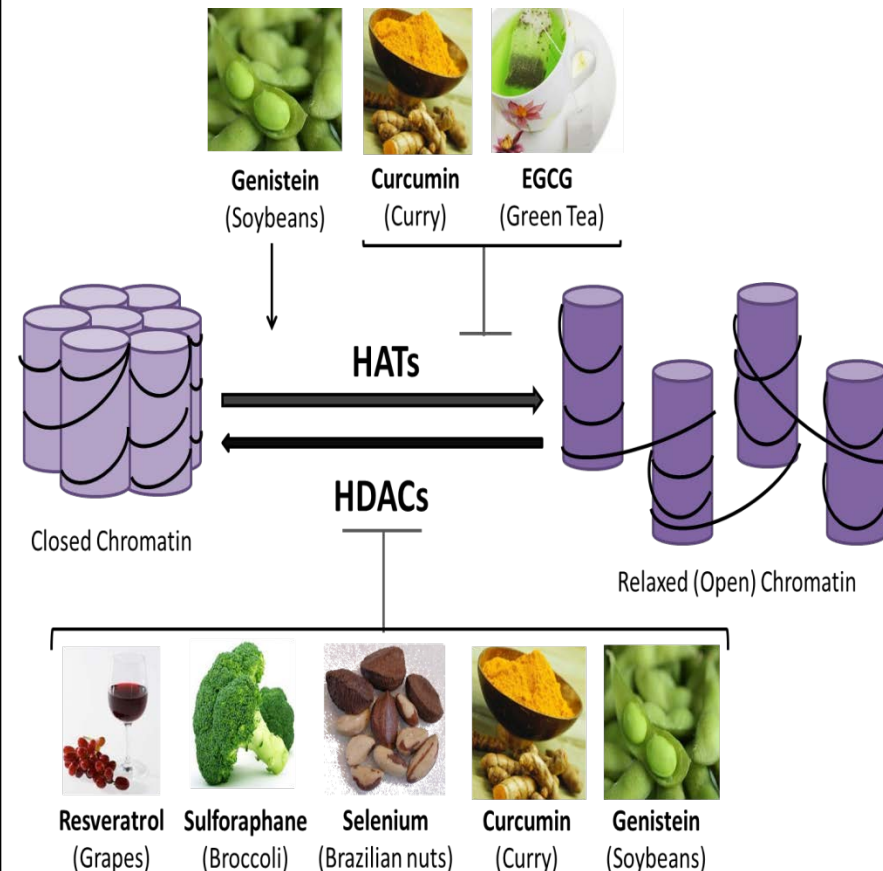 Genistein
(Soybeans)
Curcumin
(Curry)
EGCG
(Green Tea)
HATs
HDACs
Closed Chromatin
Relaxed (Open) Chromatin
Resveratrol
(Grapes)
Sulforaphane
(Broccoli)
Selenium
(Brazilian nuts)
Curcumin
(Curry)
Genistein
(Soybeans)